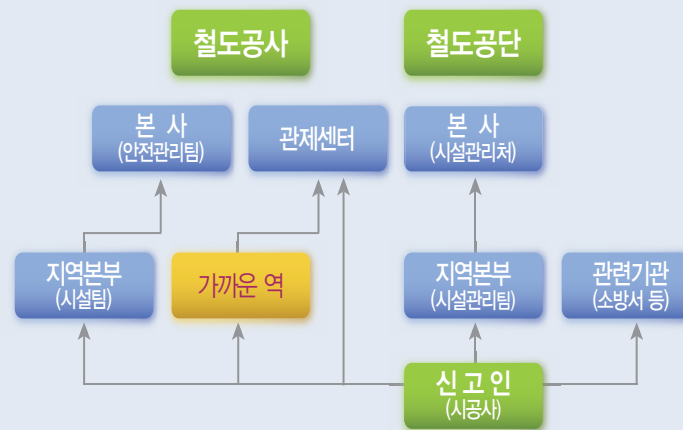 철도공사
철도공단
본 사
(안전관리팀)
관제센터
본 사
(시설관리처)
지역본부
(시설팀)
가까운 역
지역본부
(시설관리팀)
관련기관
(소방서 등)
신 고 인
(시공사)